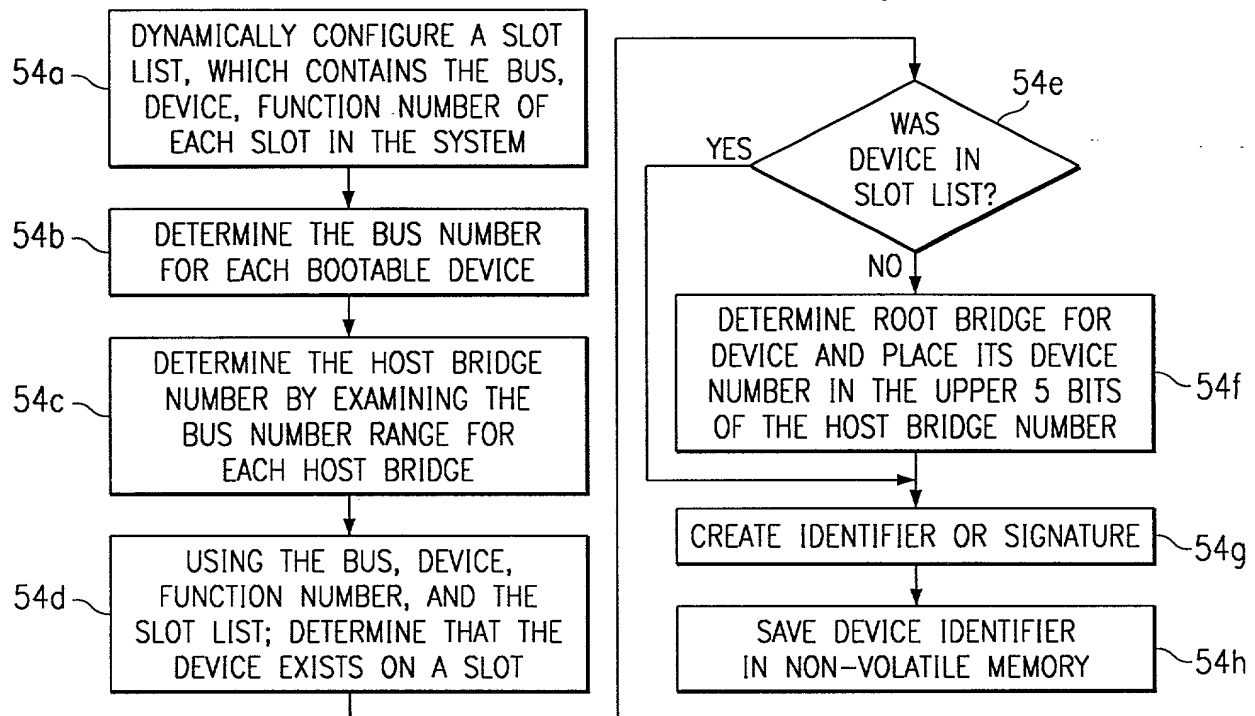 54a
DYNAMICALLY CONFIGURE A SLOT
LIST, WHICH CONTAINS THE BUS,
DEVICE, FUNCTION NUMBER OF
EACH SLOT IN THE SYSTEM
54b
DETERMINE THE BUS NUMBER
FOR EACH BOOTABLE DEVICE
54c
DETERMINE THE HOST BRIDGE
NUMBER BY EXAMINING THE
BUS NUMBER RANGE FOR
EACH HOST BRIDGE
54d
USING THE BUS, DEVICE,
FUNCTION NUMBER, AND THE
SLOT LIST; DETERMINE THAT THE
DEVICE EXISTS ON A SLOT
54e
WAS
DEVICE IN
SLOT LIST?
YES
NO
DETERMINE ROOT BRIDGE FOR
DEVICE AND PLACE ITS DEVICE
NUMBER IN THE UPPER 5 BITS
OF THE HOST BRIDGE NUMBER
54f
CREATE IDENTIFIER OR SIGNATURE
54g
SAVE DEVICE IDENTIFIER
IN NON-VOLATILE MEMORY
54h